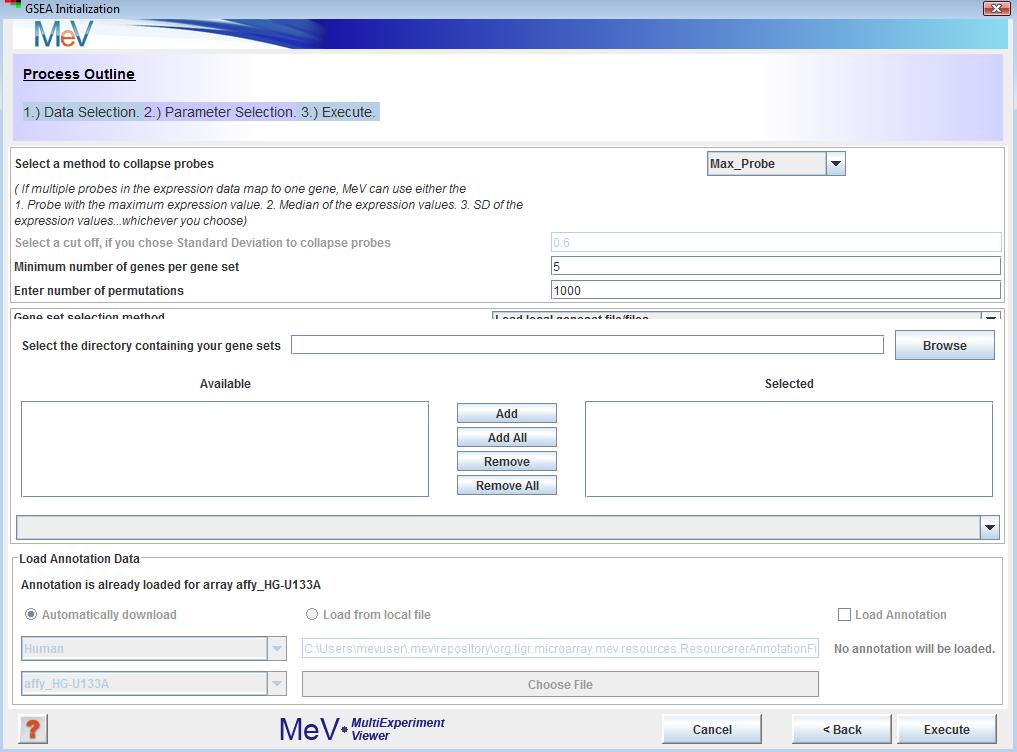 GSEA Initialization
MeV
Process Outline
1.) Data Selection. 2.) Parameter Selection. 3.) Execute.
Select a method to collapse probes
Max_Probe
( If multiple probes in the expression data map to one gene, MeV can use either the
1. Probe with the maximum expression value. 2. Median of the expression values. 3. SD of the
expression values...whichever you choose)
Select a cut off, if you chose Standard Deviation to collapse probes
0.6
Minimum number of genes per gene set
5
Enter number of permutations
1000
Gene set selection method
Load local geneset file/files
Select the directory containing your gene sets
Browse
Available
Selected
Add
Add All
Remove
Remove All
Load Annotation Data
Annotation is already loaded for array affy_HG-U133A
Automatically download
Load from local file
Load Annotation
Human
C:\Users\mevuser\.mev\repository\org.tigr.microarray.mev.resources.ResourcererAnnotationFi
No annotation will be loaded.
affy_HG-U133A
Choose File
?
MeV MultiExperiment
Viewer
Cancel
< Back
Execute